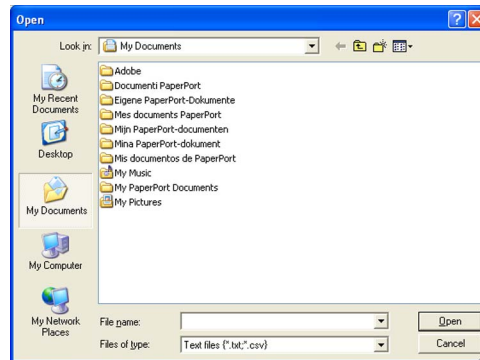 Open
Look in:
My Documents
My Recent
Documents
Desktop
My Documents
My Computer
My Network
Places
Adobe
Documenti PaperPort
Eigene PaperPort-Dokumente
Mes documents PaperPort
Mijn PaperPort-documenten
Mina PaperPort-dokument
Mis documentos de PaperPort
My Music
My PaperPort Documents
My Pictures
File name:
Open
Files of type:
Text files {*.txt;*.csv}
Cancel